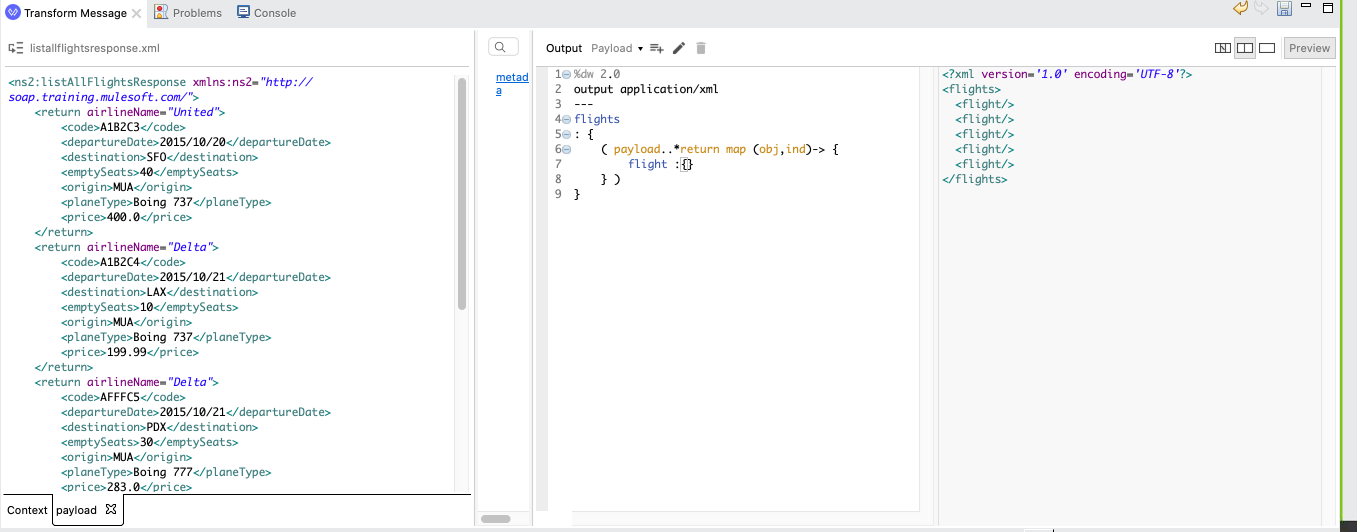 Transform Message
Problems
Console
listallflightsresponse.xml
<ns2:listAllFlightsResponse xmlns:ns2="http://
soap.training.mulesoft.com/">
<return airlineName="United">
<code>A1B2C3</code>
<departureDate>2015/10/20</departureDate>
<destination>SFO</destination>
<emptySeats>40</emptySeats>
<origin>MUA</origin>
<planeType>Boing 737</planeType>
<price>400.0</price>
</return>
<return airlineName="Delta">
<code>A1B2C4</code>
<departureDate>2015/10/21</departureDate>
<destination>LAX</destination>
<emptySeats>10</emptySeats>
<origin>MUA</origin>
<planeType>Boing 737</planeType>
<price>199.99</price>
</return>
<return airlineName="Delta">
<code>AFFFC5</code>
<departureDate>2015/10/21</departureDate>
<destination>PDX</destination>
<emptySeats>30</emptySeats>
<origin>MUA</origin>
<planeType>Boing 777</planeType>
<price>283.0</price>
Context payload
metad
a
Output Payload
Preview
1 %dw 2.0
2 output application/xml
3 ---
4 flights
5 : {
6 ( payload..*return map (obj,ind)-> {
7 flight :{}
8 } )
9 }
<?xml version='1.0' encoding='UTF-8'?>
<flights>
<flight/>
<flight/>
<flight/>
<flight/>
<flight/>
</flights>